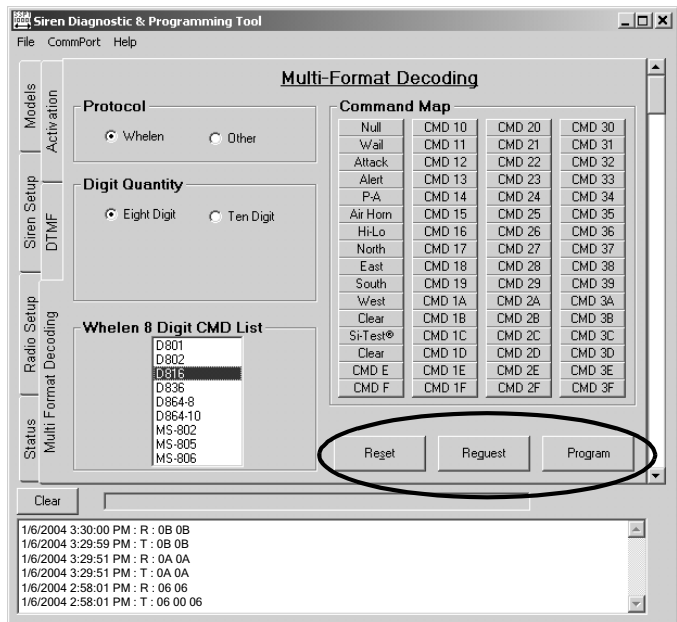 Siren Diagnostic & Programming Tool
File CommPort Help
Models
Siren Setup
Radio Setup
Status
Activation
DTMF
Multi Format Decoding
Multi-Format Decoding
Protocol
Whelen Other
Digit Quantity
Eight Digit Ten Digit
Whelen 8 Digit CMD List
D801
D802
D816
D836
D864-8
D864-10
MS-802
MS-805
MS-806
Command Map
Null CMD 10 CMD 20 CMD 30
Wail CMD 11 CMD 21 CMD 31
Attack CMD 12 CMD 22 CMD 32
Alert CMD 13 CMD 23 CMD 33
P-A CMD 14 CMD 24 CMD 34
Air Horn CMD 15 CMD 25 CMD 35
Hi-Lo CMD 16 CMD 26 CMD 36
North CMD 17 CMD 27 CMD 37
East CMD 18 CMD 28 CMD 38
South CMD 19 CMD 29 CMD 39
West CMD 1A CMD 2A CMD 3A
Clear CMD 1B CMD 2B CMD 3B
Si-Test® CMD 1C CMD 2C CMD 3C
Clear CMD 1D CMD 2D CMD 3D
CMD E CMD 1E CMD 2E CMD 3E
CMD F CMD 1F CMD 2F CMD 3F
Reset Request Program
Clear
1/6/2004 3:30:00 PM : R : 0B 0B
1/6/2004 3:29:59 PM : T : 0B 0B
1/6/2004 3:29:51 PM : R : 0A 0A
1/6/2004 3:29:51 PM : T : 0A 0A
1/6/2004 2:58:01 PM : R : 06 06
1/6/2004 2:58:01 PM : T : 06 00 06